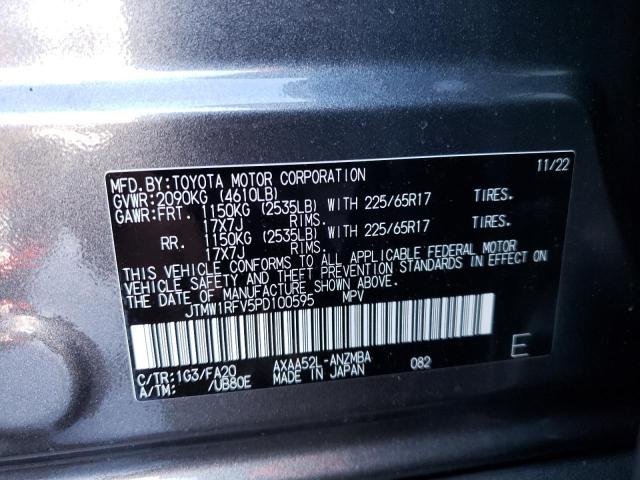 MFD.BY:TOYOTA MOTOR CORPORATION 11/22
GVWR:2090KG (4610LB)
GAWR:FRT. 1150KG (2535LB) WITH 225/65R17 TIRES.
17X7J RIMS.
RR. 1150KG (2535LB) WITH 225/65R17 TIRES.
17X7J RIMS.
THIS VEHICLE CONFORMS TO ALL APPLICABLE FEDERAL MOTOR
VEHICLE SAFETY AND THEFT PREVENTION STANDARDS IN EFFECT ON
THE DATE OF MANUFACTURE SHOWN ABOVE.
JTMW1RFV5PD100595 MPV
E
C/TR:1G3/FA20 AXAA52L-ANZMBA 082
A/TM: /UB80E MADE IN JAPAN